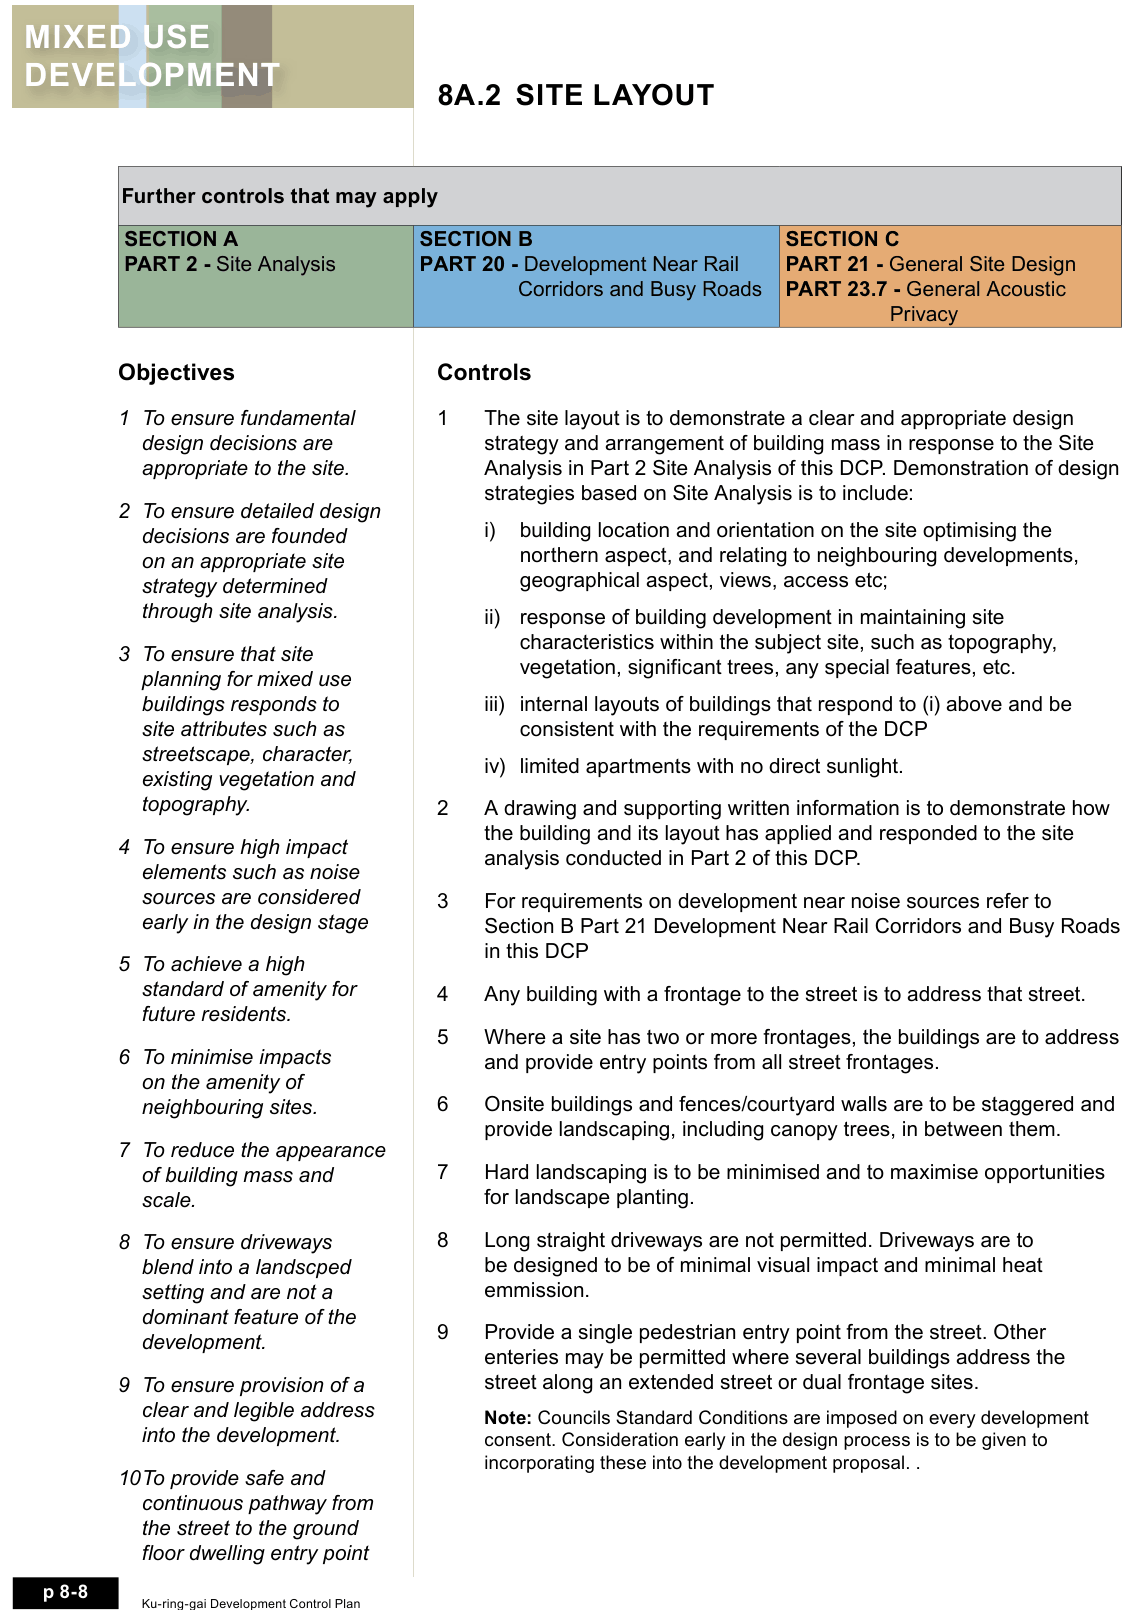 MIXED USE
DEVELOPMENT
8A.2 SITE LAYOUT
Further controls that may apply
SECTION A
PART 2 - Site Analysis
SECTION B
PART 20 - Development Near Rail
Corridors and Busy Roads
SECTION C
PART 21 - General Site Design
PART 23.7 - General Acoustic
Privacy
Objectives
1 To ensure fundamental
design decisions are
appropriate to the site.
2 To ensure detailed design
decisions are founded
on an appropriate site
strategy determined
through site analysis.
3 To ensure that site
planning for mixed use
buildings responds to
site attributes such as
streetscape, character,
existing vegetation and
topography.
4 To ensure high impact
elements such as noise
sources are considered
early in the design stage
5 To achieve a high
standard of amenity for
future residents.
6 To minimise impacts
on the amenity of
neighbouring sites.
7 To reduce the appearance
of building mass and
scale.
8 To ensure driveways
blend into a landscped
setting and are not a
dominant feature of the
development.
9 To ensure provision of a
clear and legible address
into the development.
10To provide safe and
continuous pathway from
the street to the ground
floor dwelling entry point
Controls
1 The site layout is to demonstrate a clear and appropriate design
strategy and arrangement of building mass in response to the Site
Analysis in Part 2 Site Analysis of this DCP. Demonstration of design
strategies based on Site Analysis is to include:
i) building location and orientation on the site optimising the
northern aspect, and relating to neighbouring developments,
geographical aspect, views, access etc;
ii) response of building development in maintaining site
characteristics within the subject site, such as topography,
vegetation, significant trees, any special features, etc.
iii) internal layouts of buildings that respond to (i) above and be
consistent with the requirements of the DCP
iv) limited apartments with no direct sunlight.
2 A drawing and supporting written information is to demonstrate how
the building and its layout has applied and responded to the site
analysis conducted in Part 2 of this DCP.
3 For requirements on development near noise sources refer to
Section B Part 21 Development Near Rail Corridors and Busy Roads
in this DCP
4 Any building with a frontage to the street is to address that street.
5 Where a site has two or more frontages, the buildings are to address
and provide entry points from all street frontages.
6 Onsite buildings and fences/courtyard walls are to be staggered and
provide landscaping, including canopy trees, in between them.
7 Hard landscaping is to be minimised and to maximise opportunities
for landscape planting.
8 Long straight driveways are not permitted. Driveways are to
be designed to be of minimal visual impact and minimal heat
emmission.
9 Provide a single pedestrian entry point from the street. Other
enteries may be permitted where several buildings address the
street along an extended street or dual frontage sites.
Note: Councils Standard Conditions are imposed on every development
consent. Consideration early in the design process is to be given to
incorporating these into the development proposal. .
p 8-8
Ku-ring-gai Development Control Plan